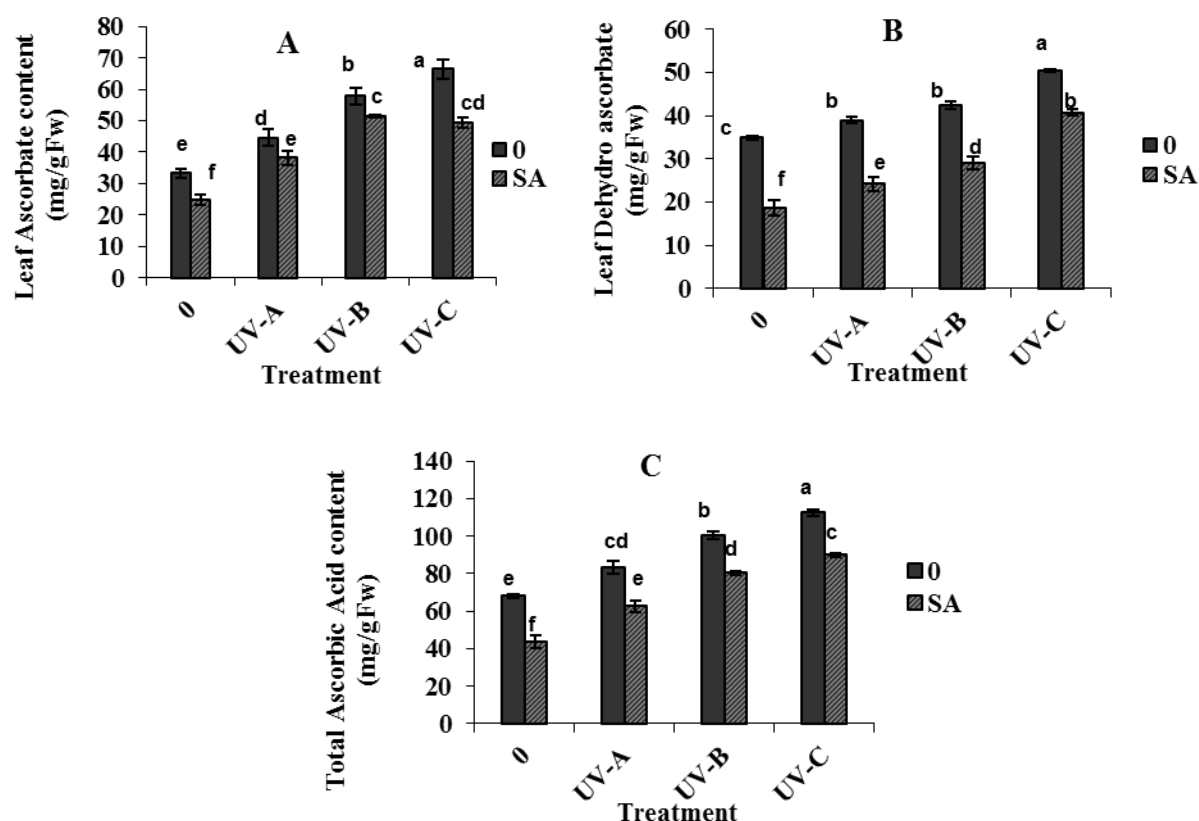 A
Leaf Ascorbate content
(mg/gFw)
80
70
60
50
40
30
20
10
0
e
f
d
e
b
c
a
cd
0
UV-A
UV-B
UV-C
Treatment
0
SA
B
Leaf Dehydro ascorbate
(mg/gFw)
60
50
40
30
20
10
0
c
f
b
e
b
d
a
b
0
UV-A
UV-B
UV-C
Treatment
0
SA
C
Total Ascorbic Acid content
(mg/gFw)
140
120
100
80
60
40
20
0
e
f
cd
e
b
d
a
c
0
UV-A
UV-B
UV-C
Treatment
0
SA